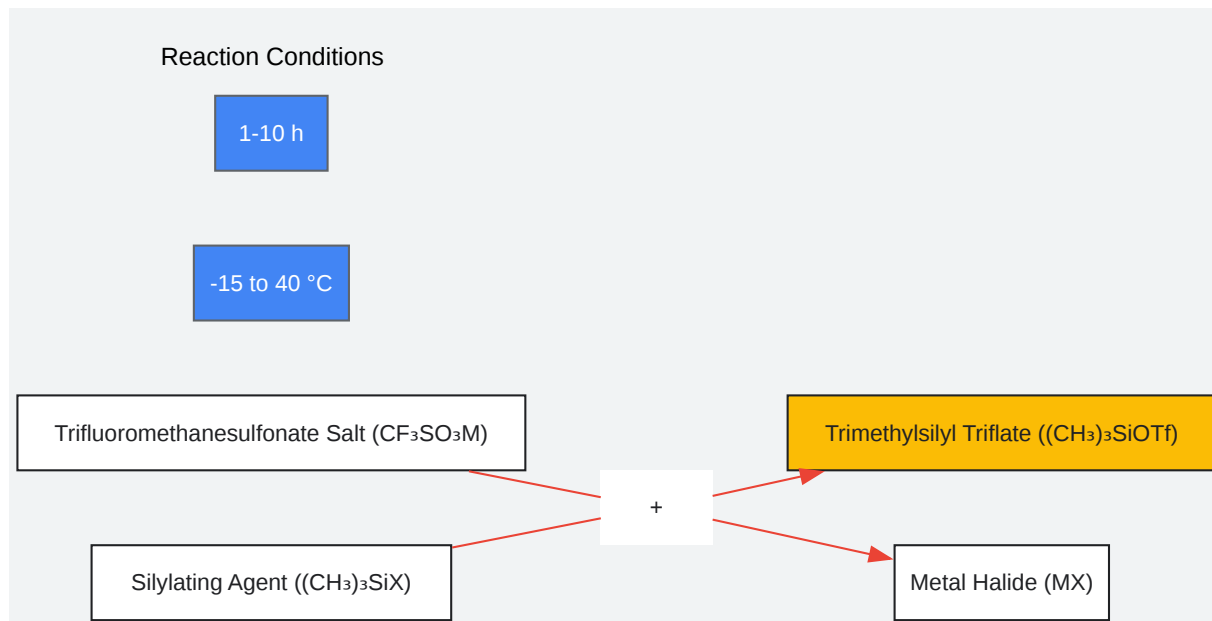 Reaction Conditions
1-10 h
-15 to 40 °C
Trifluoromethanesulfonate Salt (CF₃SO₃M)
Trimethylsilyl Triflate ((CH₃)₃SiOTf)
+
Silylating Agent ((CH₃)₃SiX)
Metal Halide (MX)